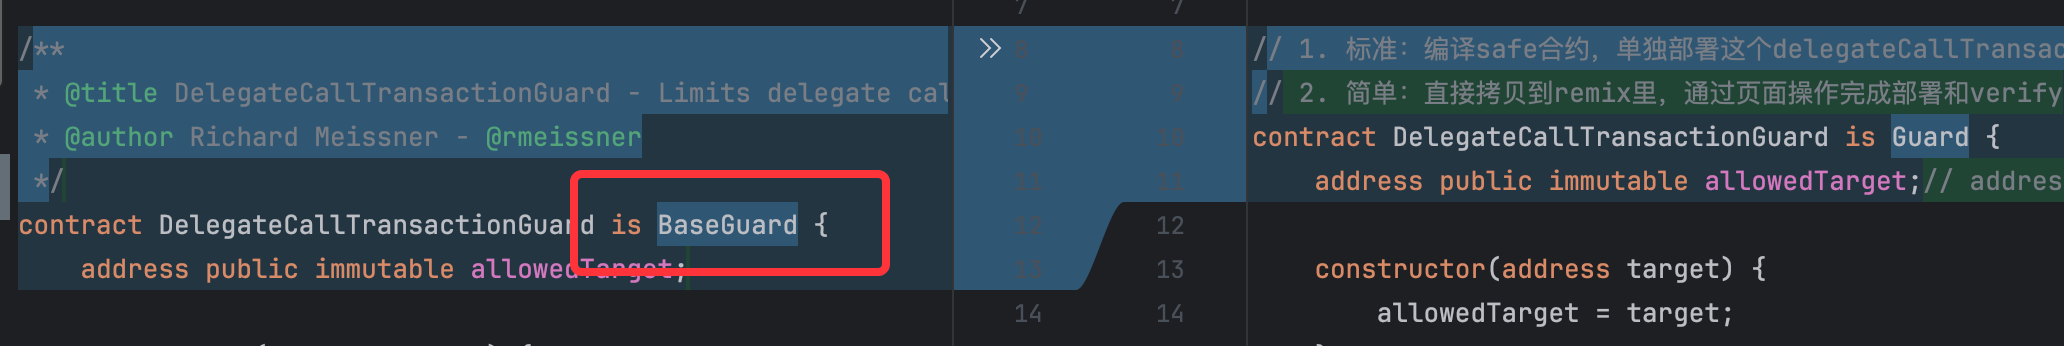 7 7
/**
* @title DelegateCallTransactionGuard - Limits delegate cal
* @author Richard Meissner - @rmeissner
*/
contract DelegateCallTransactionGuard is BaseGuard {
address public immutable allowedTarget;
8 8
9 9
10 10
11 11
12 12
13 13
14 14
// 1. 标准：编译safe合约，单独部署这个delegateCallTransac
// 2. 简单：直接拷贝到remix里，通过页面操作完成部署和verify
contract DelegateCallTransactionGuard is Guard {
address public immutable allowedTarget;// addres
constructor(address target) {
allowedTarget = target;